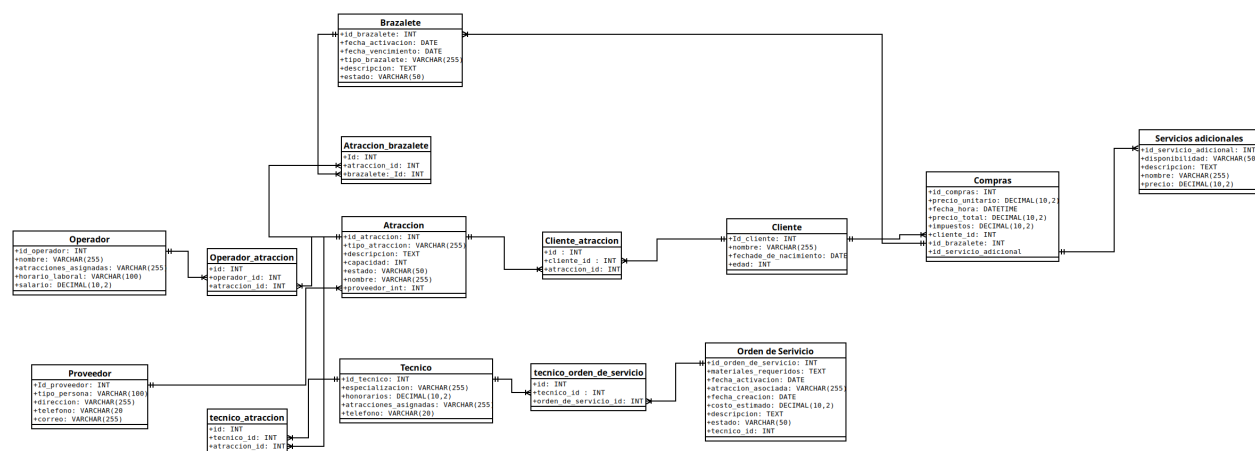 Brazalete
+id_brazalete: INT
+fecha_activacion: DATE
+fecha_vencimiento: DATE
+tipo_brazalete: VARCHAR(255)
+descripcion: TEXT
+estado: VARCHAR(50)
Atraccion_brazalete
+Id: INT
+atraccion_id: INT
+brazalete:_Id: INT
Servicios adicionales
+id_servicio_adicional: INT
+disponibilidad: VARCHAR(50
+descripcion: TEXT
+nombre: VARCHAR(255)
+precio: DECIMAL(10,2)
Compras
+id_compras: INT
+precio_unitario: DECIMAL(10,2)
+fecha_hora: DATETIME
+precio_total: DECIMAL(10,2)
+impuestos: DECIMAL(10,2)
+cliente_id: INT
+id_brazalete: INT
+id_servicio_adicional
Operador
+id_operador: INT
+nombre: VARCHAR(255)
+atracciones_asignadas: VARCHAR(255
+horario_laboral: VARCHAR(100)
+salario: DECIMAL(10,2)
Operador_atraccion
+id: INT
+operador_id: INT
+atraccion_id: INT
Atraccion
+id_atraccion: INT
+tipo_atraccion: VARCHAR(255)
+descripcion: TEXT
+capacidad: INT
+estado: VARCHAR(50)
+nombre: VARCHAR(255)
+proveedor_int: INT
Cliente_atraccion
+id : INT
+cliente_id : INT
+atraccion_id: INT
Cliente
+Id_cliente: INT
+nombre: VARCHAR(255)
+fechade_nacimiento: DATE
+edad: INT
Proveedor
+Id_proveedor: INT
+tipo_persona: VARCHAR(100)
+direccion: VARCHAR(255)
+telefono: VARCHAR(20
+correo: VARCHAR(255)
tecnico_atraccion
+id: INT
+tecnico_id: INT
+atraccion_id: INT
Tecnico
+id_tecnico: INT
+especializacion: VARCHAR(255)
+honorarios: DECIMAL(10,2)
+atracciones_asignadas: VARCHAR(255
+telefono: VARCHAR(20)
tecnico_orden_de_servicio
+id: INT
+tecnico_id : INT
+orden_de_servicio_id: INT
Orden de Serivicio
+id_orden_de_servicio: INT
+materiales_requeridos: TEXT
+fecha_activacion: DATE
+atraccion_asociada: VARCHAR(255)
+fecha_creacion: DATE
+costo_estimado: DECIMAL(10,2)
+descripcion: TEXT
+estado: VARCHAR(50)
+tecnico_id: INT